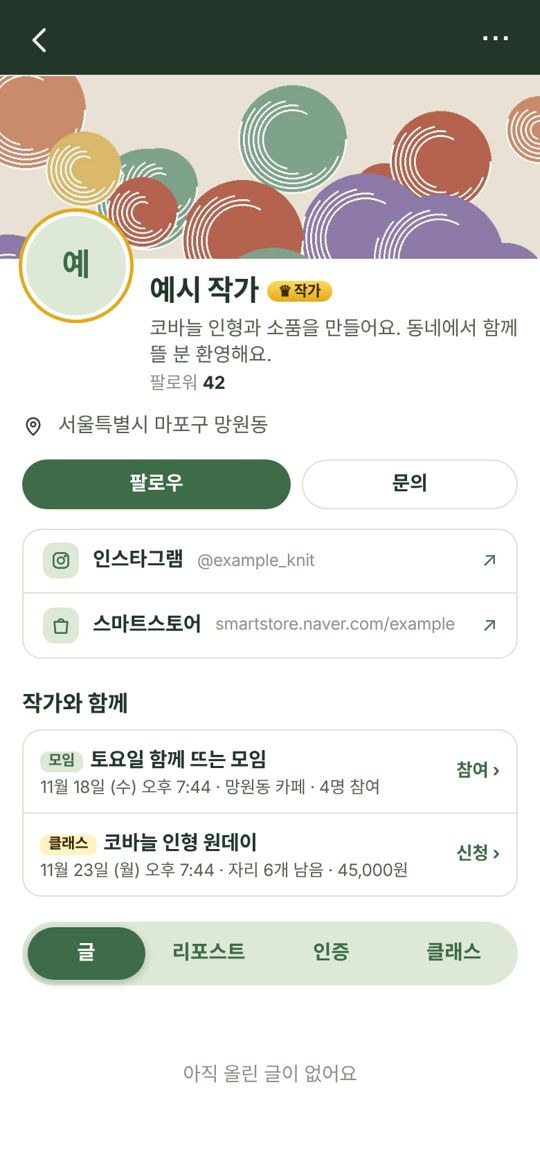 예
예시 작가 ♛ 작가
코바늘 인형과 소품을 만들어요. 동네에서 함께
뜰 분 환영해요.
팔로워 42
서울특별시 마포구 망원동
팔로우
문의
인스타그램 @example_knit
스마트스토어 smartstore.naver.com/example
작가와 함께
모임 토요일 함께 뜨는 모임
11월 18일 (수) 오후 7:44 · 망원동 카페 · 4명 참여
참여 ›
클래스 코바늘 인형 원데이
11월 23일 (월) 오후 7:44 · 자리 6개 남음 · 45,000원
신청 ›
글 리포스트 인증 클래스
아직 올린 글이 없어요